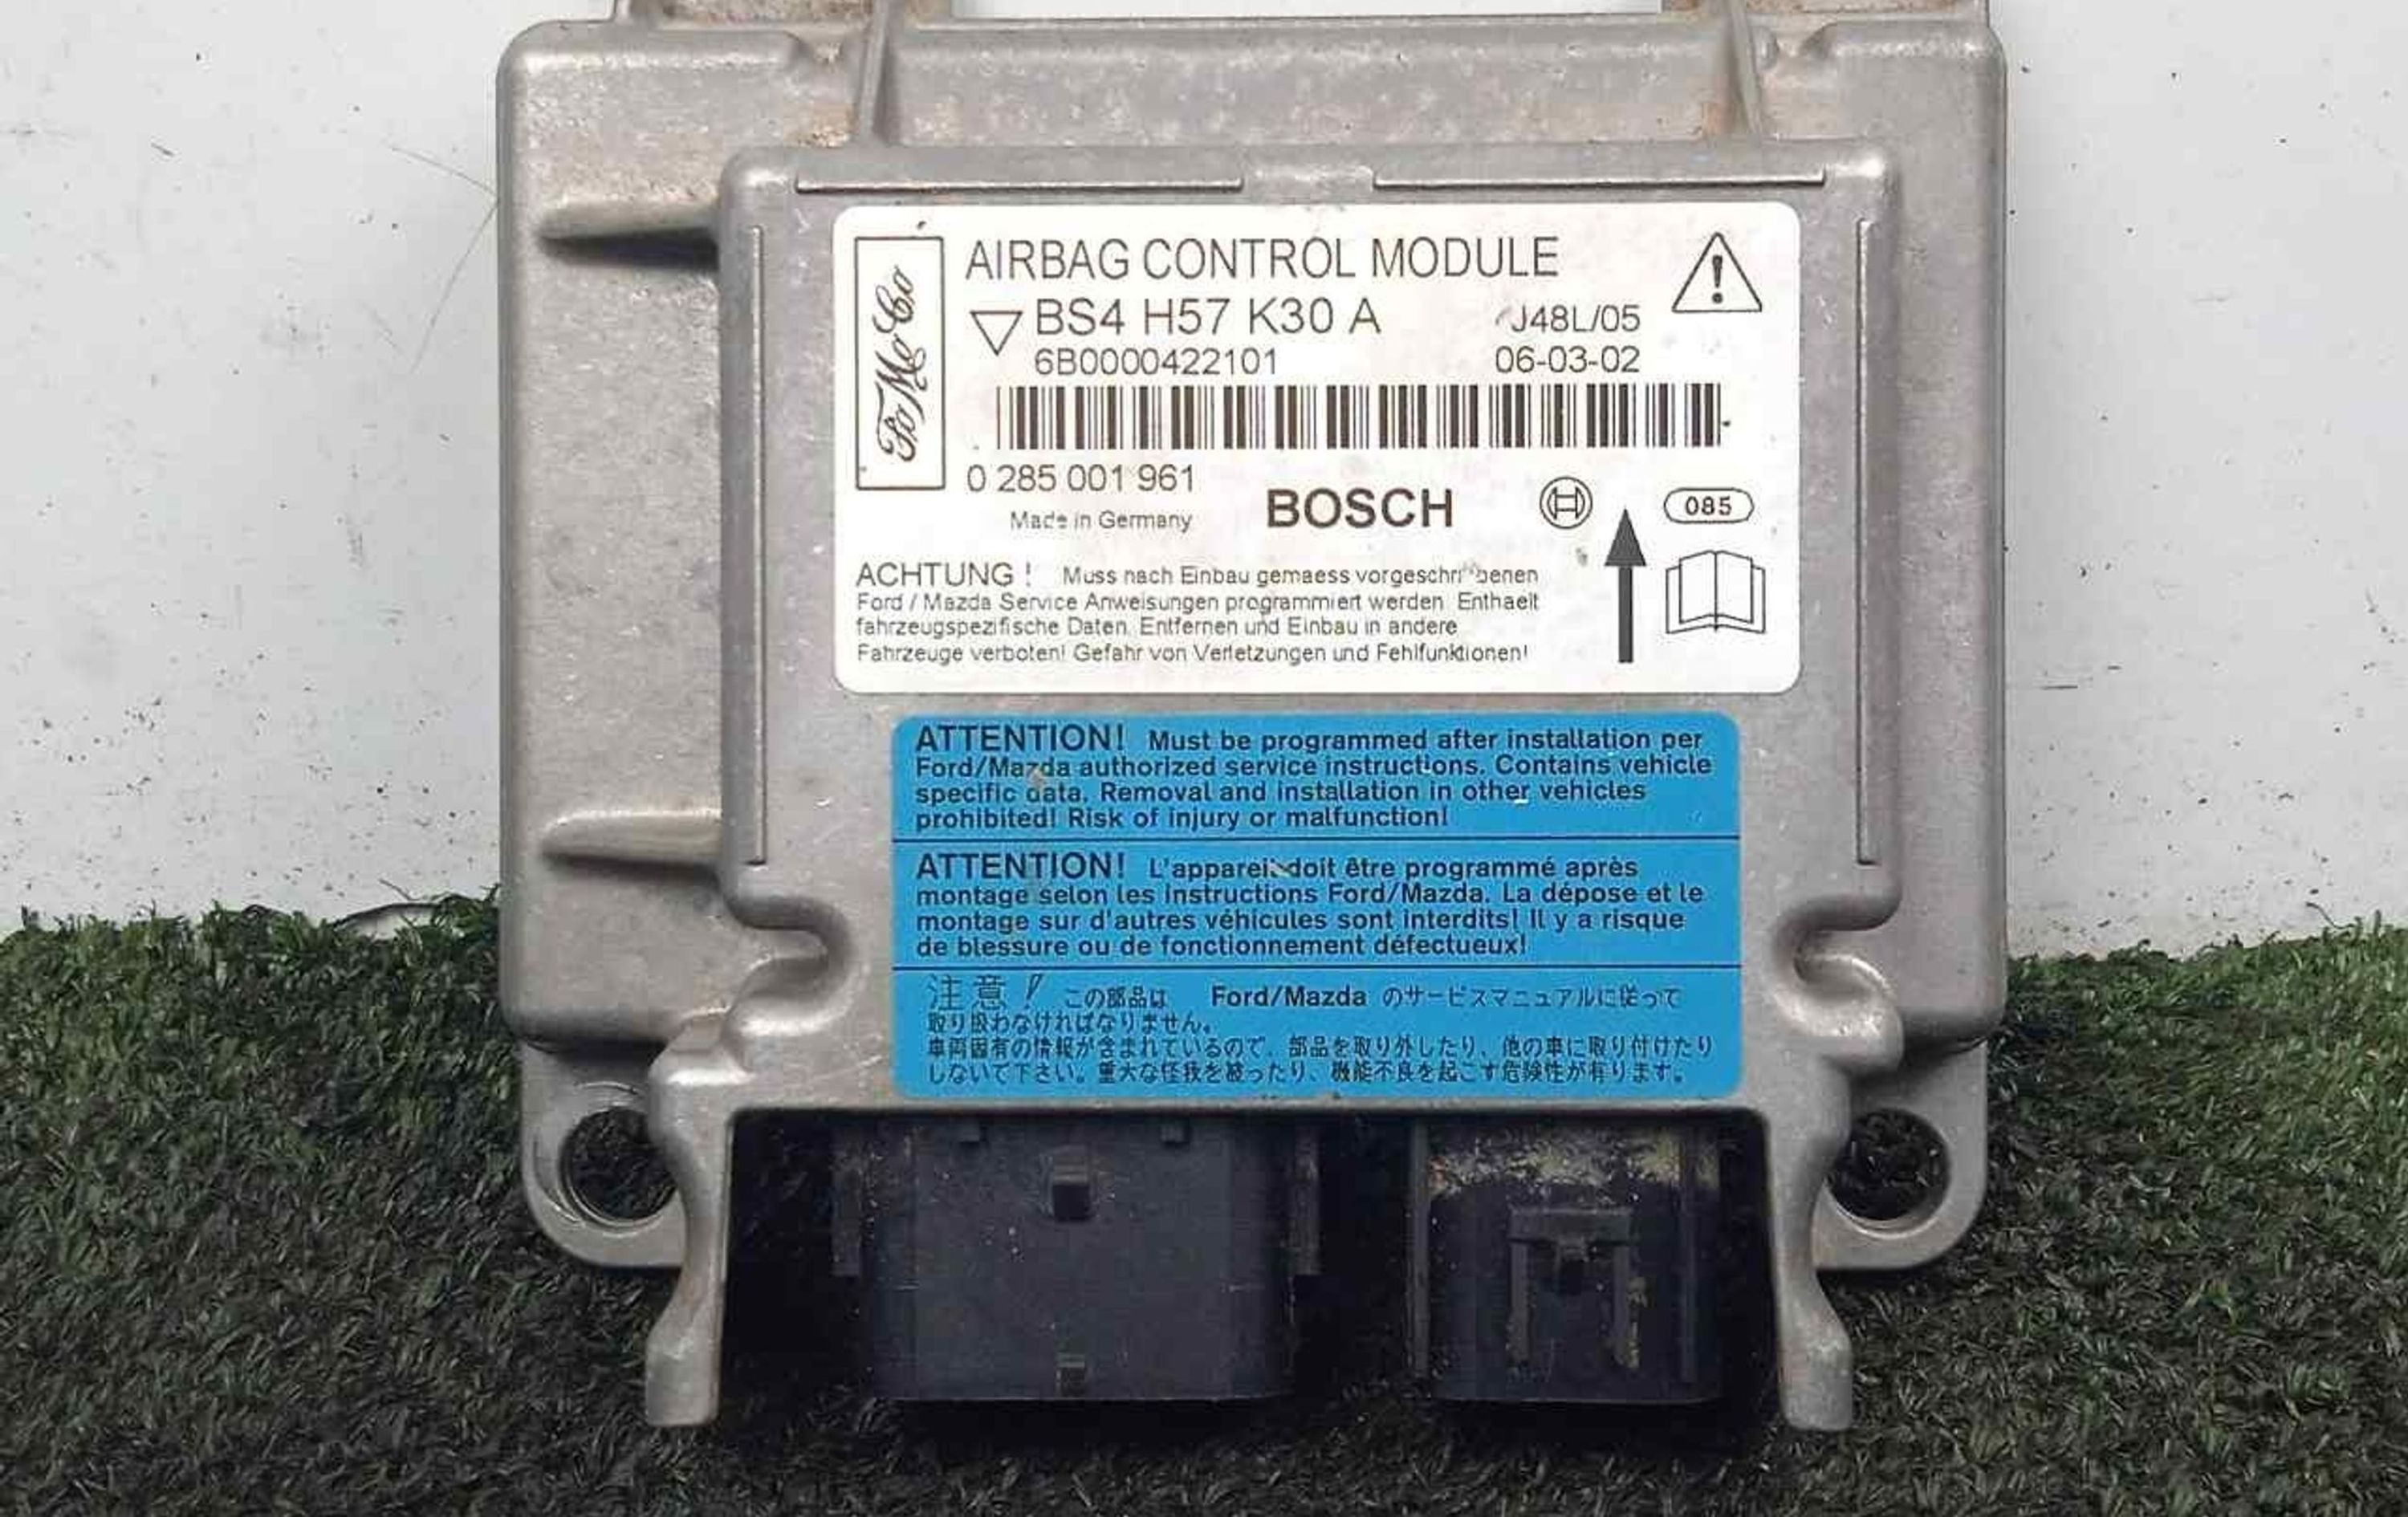 FoMoCo
AIRBAG CONTROL MODULE
BS4 H57 K30 A
J48L/05
6B0000422101
06-03-02
0 285 001 961
Made in Germany
BOSCH
085
ACHTUNG! Muss nach Einbau gemaess vorgeschriebenen
Ford / Mazda Service Anweisungen programmiert werden Enthaelt
fahrzeugspezifische Daten. Entfernen und Einbau in andere
Fahrzeuge verboten! Gefahr von Verletzungen und Fehlfunktionen!
ATTENTION! Must be programmed after installation per
Ford/Mazda authorized service instructions. Contains vehicle
specific data. Removal and installation in other vehicles
prohibited! Risk of injury or malfunction!
ATTENTION! L'appareil doit être programmé après
montage selon les instructions Ford/Mazda. La dépose et le
montage sur d'autres véhicules sont interdits! Il y a risque
de blessure ou de fonctionnement défectueux!
注意! この部品は Ford/Mazda のサービスマニュアルに従って
取り扱わなければなりません。
車両固有の情報が含まれているので、部品を取り外したり、他の車に取り付けたり
しないで下さい。重大な怪我を被ったり、機能不良を起こす危険性が有ります。